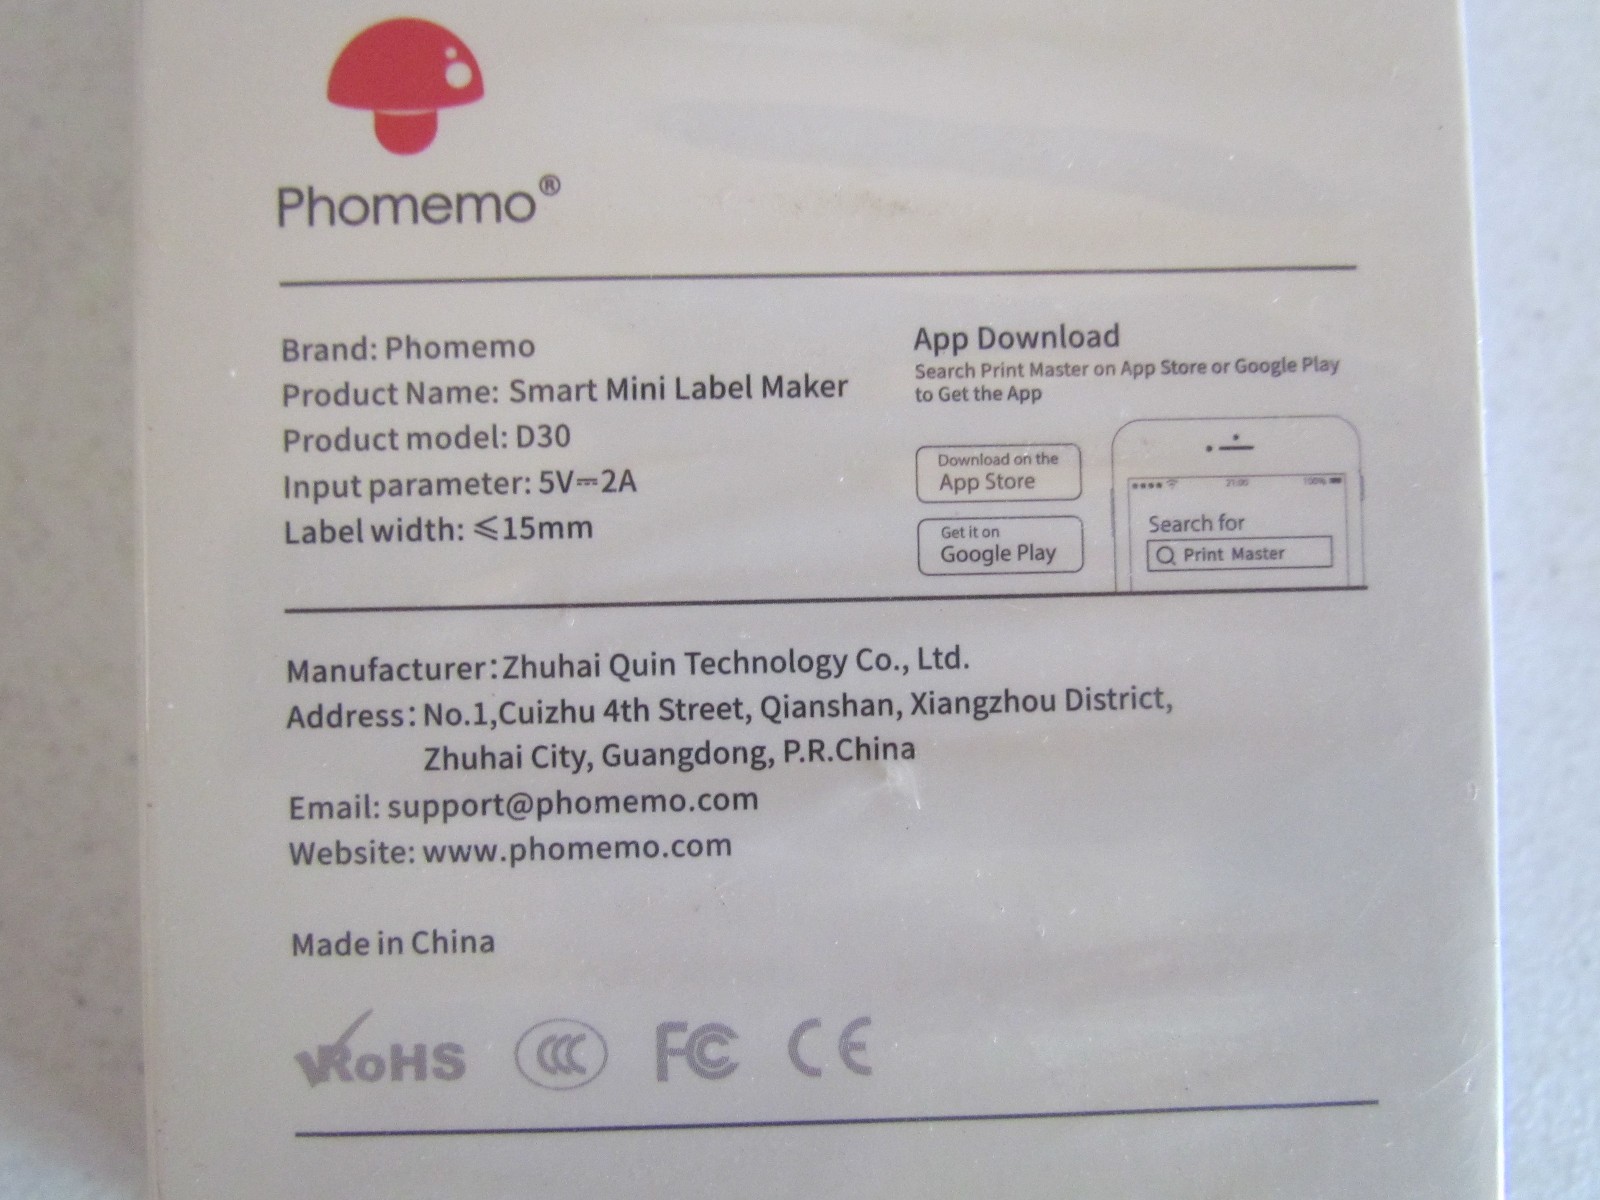 Phomemo®
Brand: Phomemo
Product Name: Smart Mini Label Maker
Product model: D30
Input parameter: 5V⎓2A
Label width: ≤15mm
App Download
Search Print Master on App Store or Google Play
to Get the App
Download on the
App Store
Get it on
Google Play
21:00
100%
Search for
Print Master
Manufacturer:Zhuhai Quin Technology Co., Ltd.
Address: No.1,Cuizhu 4th Street, Qianshan, Xiangzhou District,
Zhuhai City, Guangdong, P.R.China
Email: support@phomemo.com
Website: www.phomemo.com
Made in China
RoHS CCC FC CE